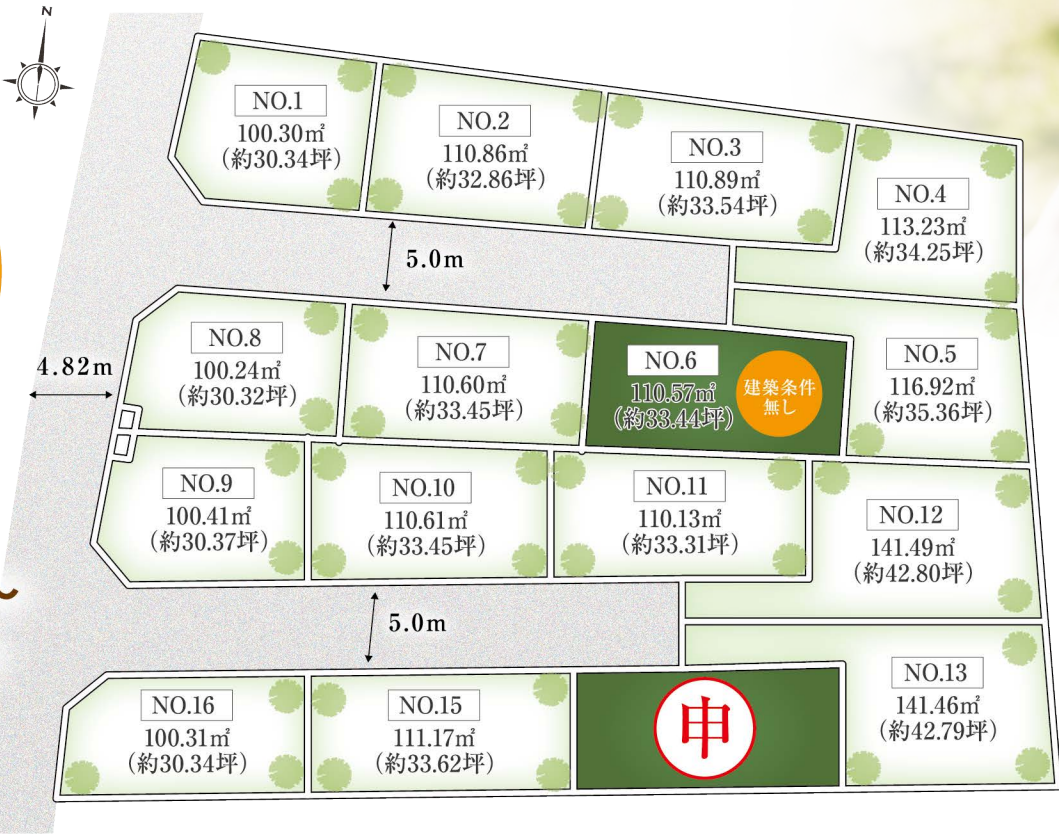 N
NO.1
100.30㎡
(約30.34坪)
NO.2
110.86㎡
(約32.86坪)
NO.3
110.89㎡
(約33.54坪)
NO.4
113.23㎡
(約34.25坪)
5.0m
NO.8
100.24㎡
(約30.32坪)
NO.7
110.60㎡
(約33.45坪)
NO.6
110.57㎡
(約33.44坪)
建築条件
無し
NO.5
116.92㎡
(約35.36坪)
4.82m
NO.9
100.41㎡
(約30.37坪)
NO.10
110.61㎡
(約33.45坪)
NO.11
110.13㎡
(約33.31坪)
NO.12
141.49㎡
(約42.80坪)
5.0m
NO.16
100.31㎡
(約30.34坪)
NO.15
111.17㎡
(約33.62坪)
申
NO.13
141.46㎡
(約42.79坪)